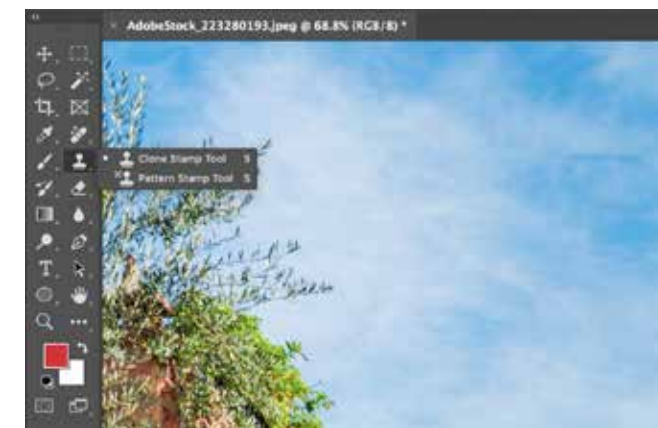 × AdobeStock_223280193.jpeg @ 68.8% (RGB/8) *
Clone Stamp Tool S
Pattern Stamp Tool S